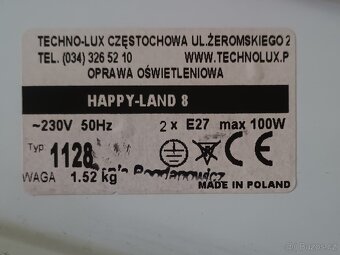 TECHNO-LUX CZĘSTOCHOWA UL.ŻEROMSKIEGO 2
TEL. (034) 326 52 10 WWW.TECHNOLUX.P
OPRAWA OŚWIETLENIOWA
HAPPY-LAND 8
~230V 50Hz 2 x E27 max 100W
Typ 1128
Bogdanowicz
WAGA 1.52 kg
MADE IN POLAND